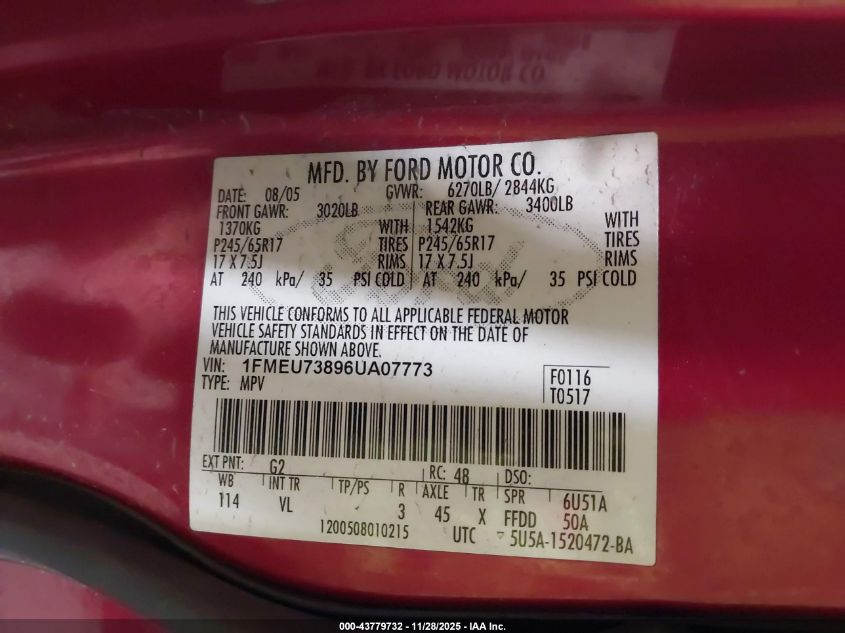 MFD. BY FORD MOTOR CO.
DATE: 08/05 GVWR: 6270LB/ 2844KG
FRONT GAWR: 3020LB REAR GAWR: 3400LB
1370KG WITH 1542KG WITH
P245/65R17 TIRES P245/65R17 TIRES
17 X 7.5J RIMS 17 X 7.5J RIMS
AT 240 kPa/ 35 PSI COLD AT 240 kPa/ 35 PSI COLD
THIS VEHICLE CONFORMS TO ALL APPLICABLE FEDERAL MOTOR
VEHICLE SAFETY STANDARDS IN EFFECT ON THE DATE OF
MANUFACTURE SHOWN ABOVE.
VIN: 1FMEU73896UA07773 F0116
TYPE: MPV T0517
EXT PNT: G2 RC: 48 DSO:
WB INT TR TP/PS R AXLE TR SPR 6U51A
114 VL 3 45 X FFDD 50A
1200508010215 UTC 5U5A-1520472-BA
000-43779732 - 11/28/2025 - IAA Inc.